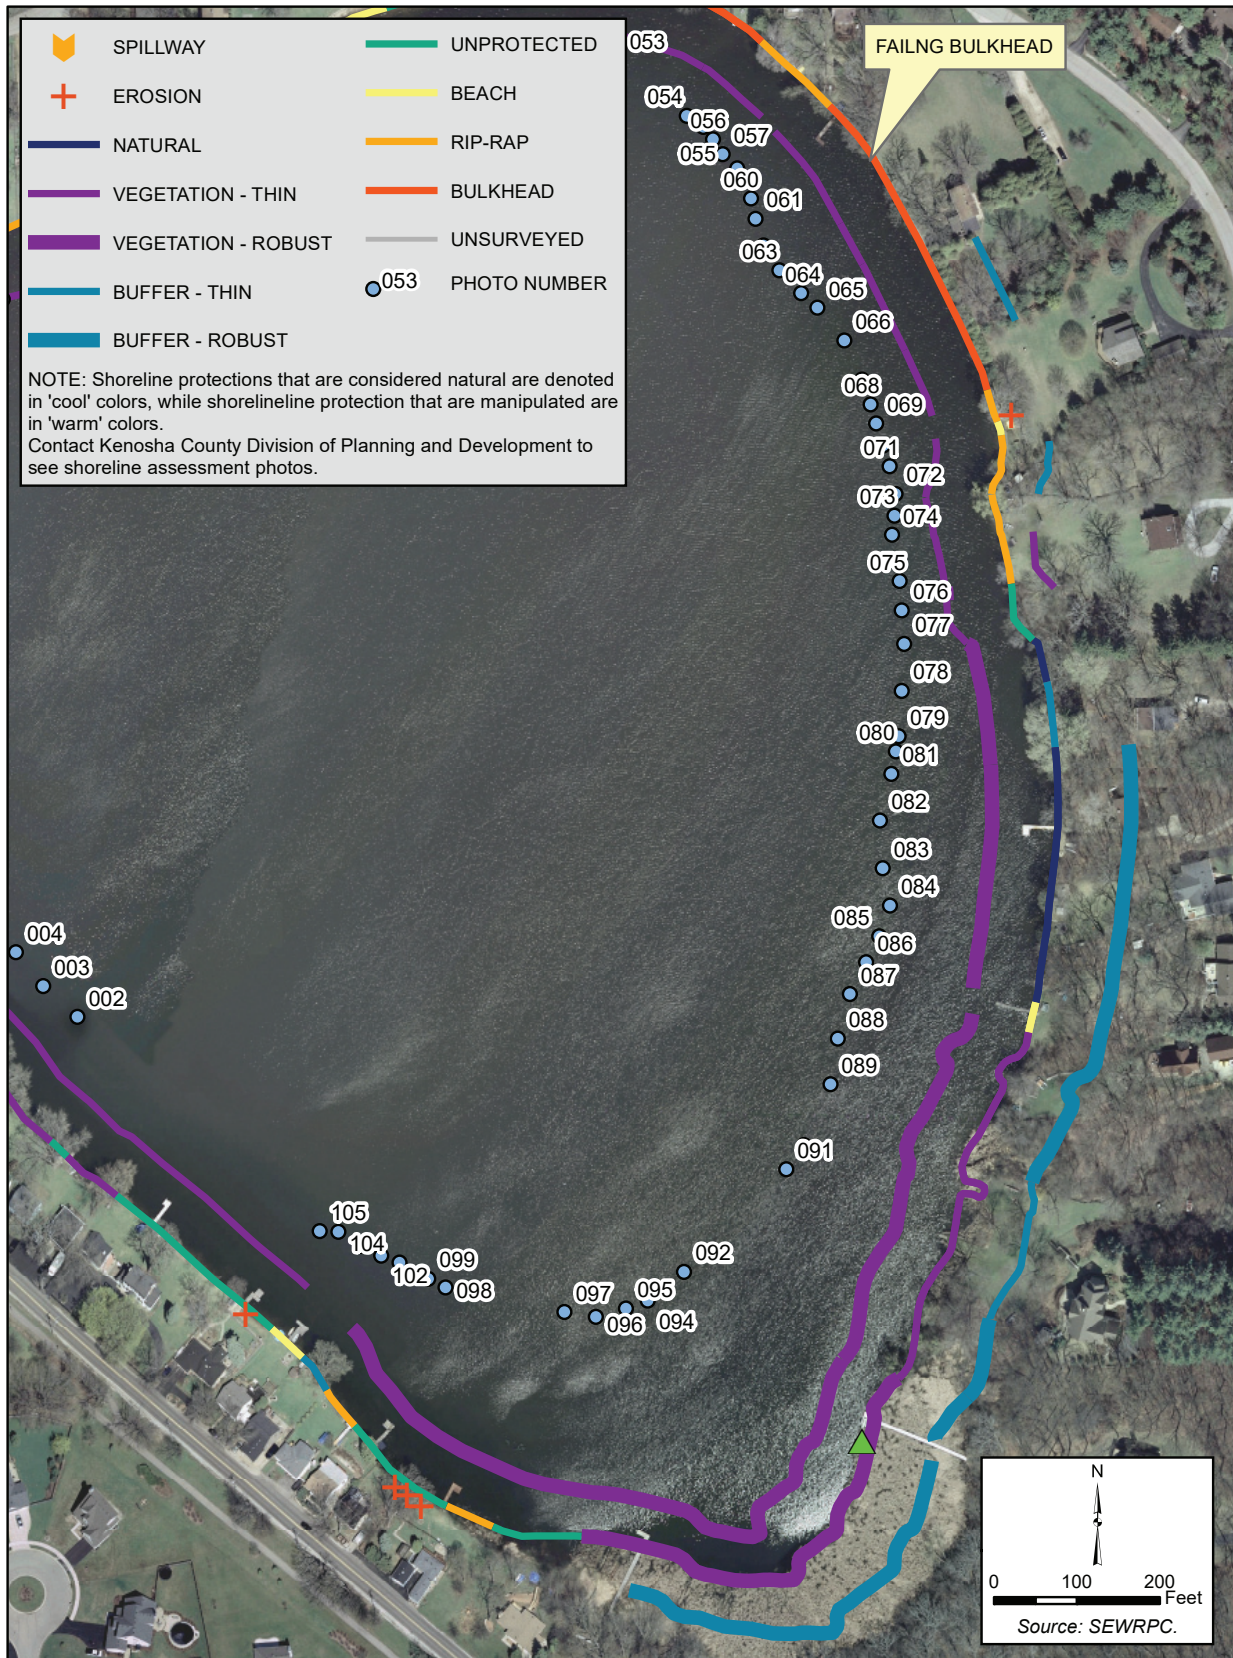 SPILLWAY
EROSION
NATURAL
VEGETATION - THIN
VEGETATION - ROBUST
BUFFER - THIN
BUFFER - ROBUST
UNPROTECTED
BEACH
RIP-RAP
BULKHEAD
UNSURVEYED
053 PHOTO NUMBER
NOTE: Shoreline protections that are considered natural are denoted
in 'cool' colors, while shorelineline protection that are manipulated are
in 'warm' colors.
Contact Kenosha County Division of Planning and Development to
see shoreline assessment photos.
FAILNG BULKHEAD
053
054
056
057
055
060
061
063
064
065
066
068
069
071
072
073
074
075
076
077
078
079
080
081
082
083
084
085
086
087
088
089
091
092
095
094
097
096
099
098
102
104
105
004
003
002
N
0 100 200
Feet
Source: SEWRPC.